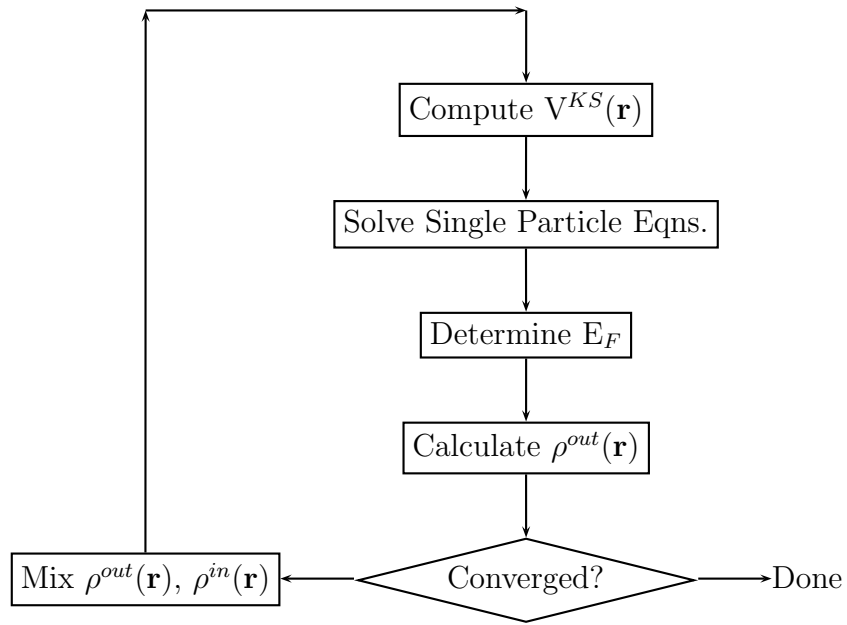 Compute V^{KS}(𝐫)
Solve Single Particle Eqns.
Determine E_F
Calculate ρ^{out}(𝐫)
Mix ρ^{out}(𝐫), ρ^{in}(𝐫)
Converged?
Done